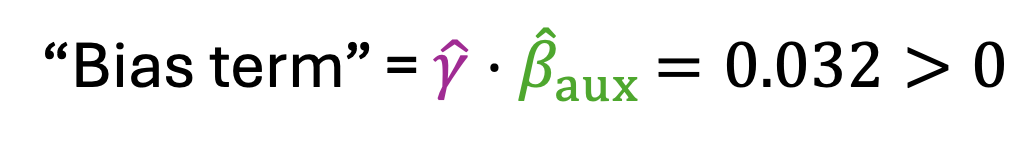 “Bias term” = γ̂ · β̂ₐᵤₓ = 0.032 > 0